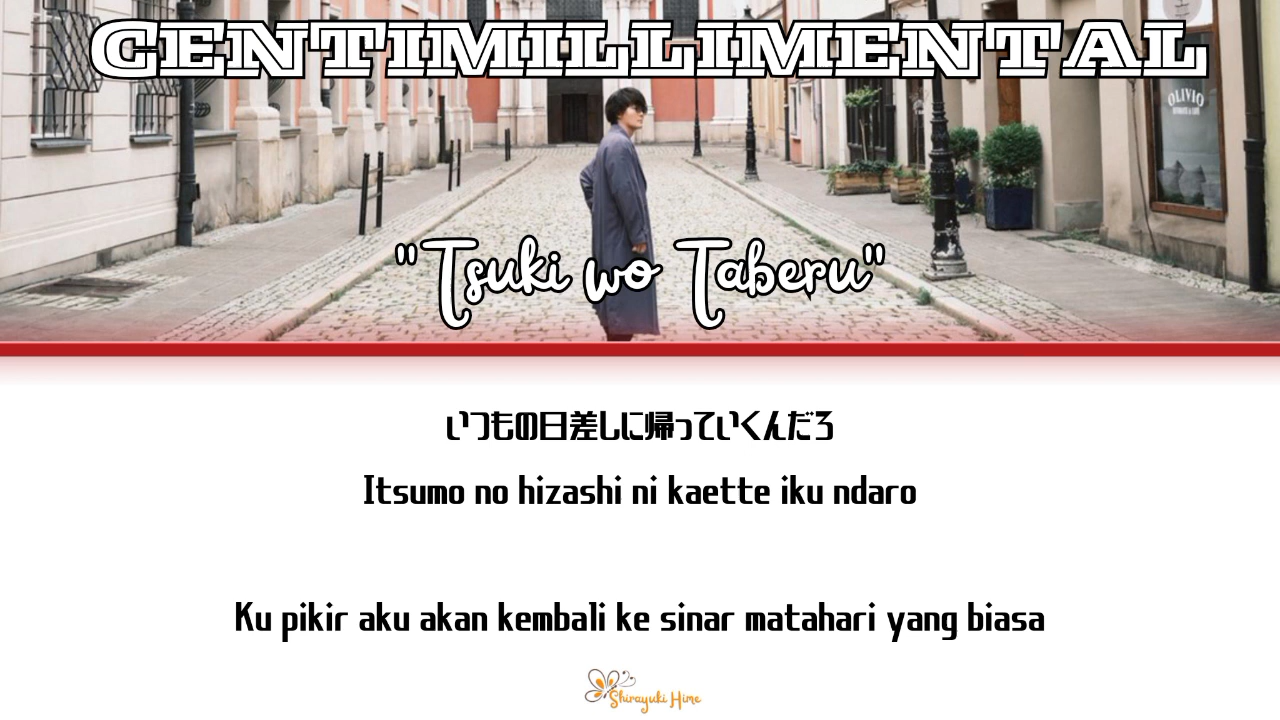 CENTIMILLIMENTAL
OLIVIO
"Tsuki wo Taberu"
いつもの日差しに帰っていくんだろ
Itsumo no hizashi ni kaette iku ndaro
Ku pikir aku akan kembali ke sinar matahari yang biasa
Shirayuki Hime